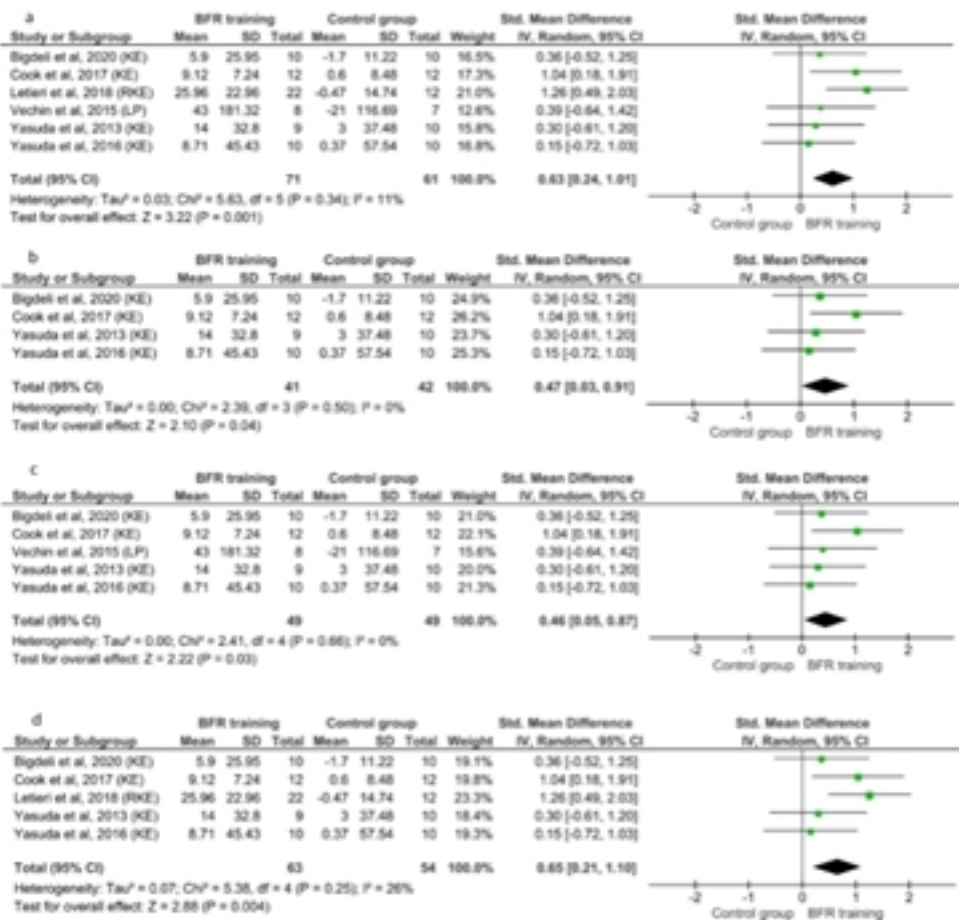 a
BFR training Control group Std. Mean Difference Std. Mean Difference
Study or Subgroup Mean SD Total Mean SD Total Weight IV, Random, 95% CI IV, Random, 95% CI
Bigdeli et al, 2020 (KE) 5.9 25.95 10 -1.7 11.22 10 16.5% 0.36 [-0.52, 1.25]
Cook et al, 2017 (KE) 9.12 7.24 12 0.6 8.48 12 17.3% 1.04 [0.18, 1.91]
Letieri et al, 2018 (RKE) 25.96 22.96 22 -0.47 14.74 12 21.0% 1.26 [0.49, 2.03]
Vechin et al, 2015 (LP) 43 181.32 8 -21 116.69 7 12.6% 0.39 [-0.64, 1.42]
Yasuda et al, 2013 (KE) 14 32.8 9 3 37.48 10 15.8% 0.30 [-0.61, 1.20]
Yasuda et al, 2016 (KE) 8.71 45.43 10 0.37 57.54 10 16.8% 0.15 [-0.72, 1.03]
Total (95% CI) 71 61 100.0% 0.63 [0.24, 1.01]
Heterogeneity: Tau² = 0.03; Chi² = 5.63, df = 5 (P = 0.34); I² = 11%
Test for overall effect: Z = 3.22 (P = 0.001)
-2 -1 0 1 2
Control group BFR training
b
BFR training Control group Std. Mean Difference Std. Mean Difference
Study or Subgroup Mean SD Total Mean SD Total Weight IV, Random, 95% CI IV, Random, 95% CI
Bigdeli et al, 2020 (KE) 5.9 25.95 10 -1.7 11.22 10 24.9% 0.36 [-0.52, 1.25]
Cook et al, 2017 (KE) 9.12 7.24 12 0.6 8.48 12 26.2% 1.04 [0.18, 1.91]
Yasuda et al, 2013 (KE) 14 32.8 9 3 37.48 10 23.7% 0.30 [-0.61, 1.20]
Yasuda et al, 2016 (KE) 8.71 45.43 10 0.37 57.54 10 25.3% 0.15 [-0.72, 1.03]
Total (95% CI) 41 42 100.0% 0.47 [0.03, 0.91]
Heterogeneity: Tau² = 0.00; Chi² = 2.39, df = 3 (P = 0.50); I² = 0%
Test for overall effect: Z = 2.10 (P = 0.04)
-2 -1 0 1 2
Control group BFR training
c
BFR training Control group Std. Mean Difference Std. Mean Difference
Study or Subgroup Mean SD Total Mean SD Total Weight IV, Random, 95% CI IV, Random, 95% CI
Bigdeli et al, 2020 (KE) 5.9 25.95 10 -1.7 11.22 10 21.0% 0.36 [-0.52, 1.25]
Cook et al, 2017 (KE) 9.12 7.24 12 0.6 8.48 12 22.1% 1.04 [0.18, 1.91]
Vechin et al, 2015 (LP) 43 181.32 8 -21 116.69 7 15.6% 0.39 [-0.64, 1.42]
Yasuda et al, 2013 (KE) 14 32.8 9 3 37.48 10 20.0% 0.30 [-0.61, 1.20]
Yasuda et al, 2016 (KE) 8.71 45.43 10 0.37 57.54 10 21.3% 0.15 [-0.72, 1.03]
Total (95% CI) 49 49 100.0% 0.46 [0.05, 0.87]
Heterogeneity: Tau² = 0.00; Chi² = 2.41, df = 4 (P = 0.66); I² = 0%
Test for overall effect: Z = 2.22 (P = 0.03)
-2 -1 0 1 2
Control group BFR training
d
BFR training Control group Std. Mean Difference Std. Mean Difference
Study or Subgroup Mean SD Total Mean SD Total Weight IV, Random, 95% CI IV, Random, 95% CI
Bigdeli et al, 2020 (KE) 5.9 25.95 10 -1.7 11.22 10 19.1% 0.36 [-0.52, 1.25]
Cook et al, 2017 (KE) 9.12 7.24 12 0.6 8.48 12 19.8% 1.04 [0.18, 1.91]
Letieri et al, 2018 (RKE) 25.96 22.96 22 -0.47 14.74 12 23.3% 1.26 [0.49, 2.03]
Yasuda et al, 2013 (KE) 14 32.8 9 3 37.48 10 18.4% 0.30 [-0.61, 1.20]
Yasuda et al, 2016 (KE) 8.71 45.43 10 0.37 57.54 10 19.3% 0.15 [-0.72, 1.03]
Total (95% CI) 63 54 100.0% 0.65 [0.21, 1.10]
Heterogeneity: Tau² = 0.07; Chi² = 5.38, df = 4 (P = 0.25); I² = 26%
Test for overall effect: Z = 2.88 (P = 0.004)
-2 -1 0 1 2
Control group BFR training